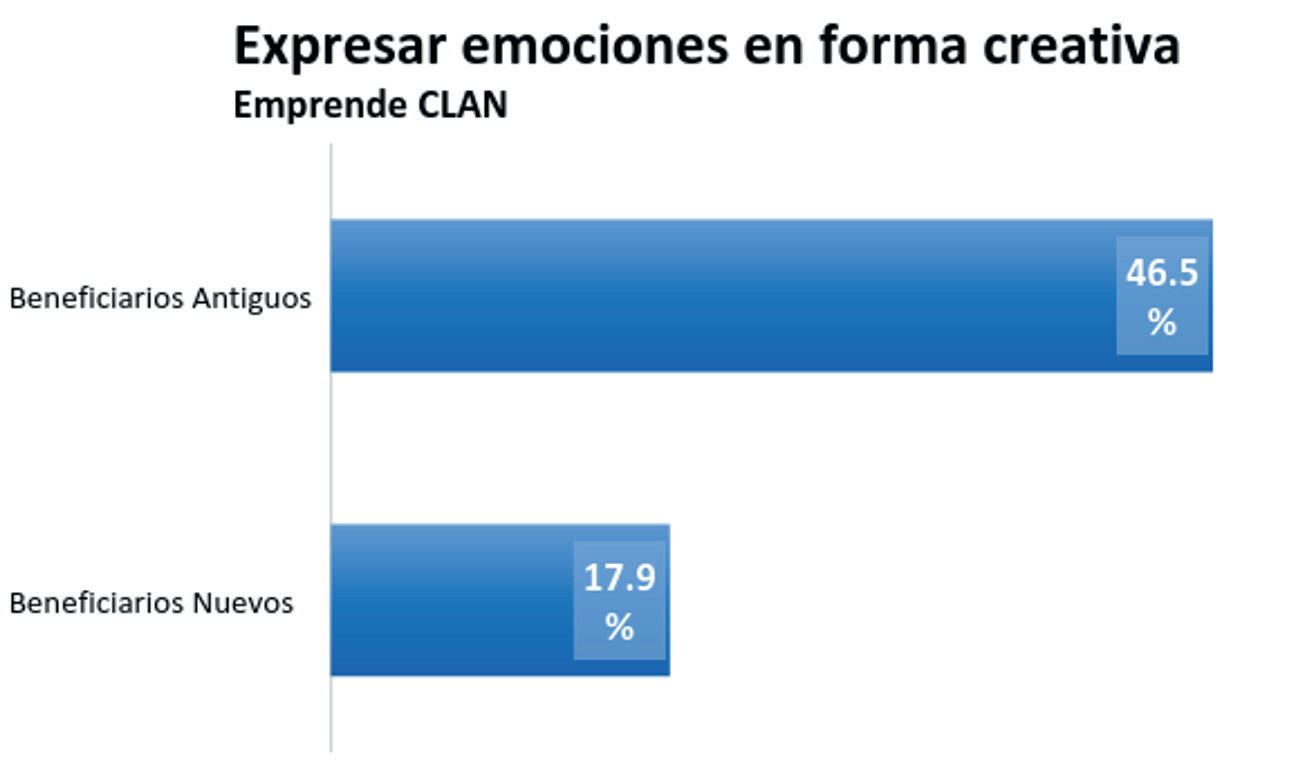 Expresar emociones en forma creativa
Emprende CLAN
Beneficiarios Antiguos
46.5
%
Beneficiarios Nuevos
17.9
%